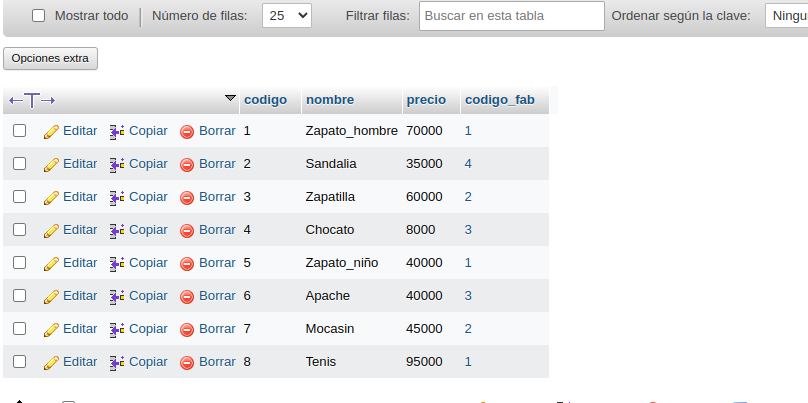 Mostrar todo Número de filas: 25 Filtrar filas: Buscar en esta tabla Ordenar según la clave:
Opciones extra
codigo nombre precio codigo_fab
Editar Copiar Borrar 1 Zapato_hombre 70000 1
Editar Copiar Borrar 2 Sandalia 35000 4
Editar Copiar Borrar 3 Zapatilla 60000 2
Editar Copiar Borrar 4 Chocato 8000 3
Editar Copiar Borrar 5 Zapato_niño 40000 1
Editar Copiar Borrar 6 Apache 40000 3
Editar Copiar Borrar 7 Mocasin 45000 2
Editar Copiar Borrar 8 Tenis 95000 1